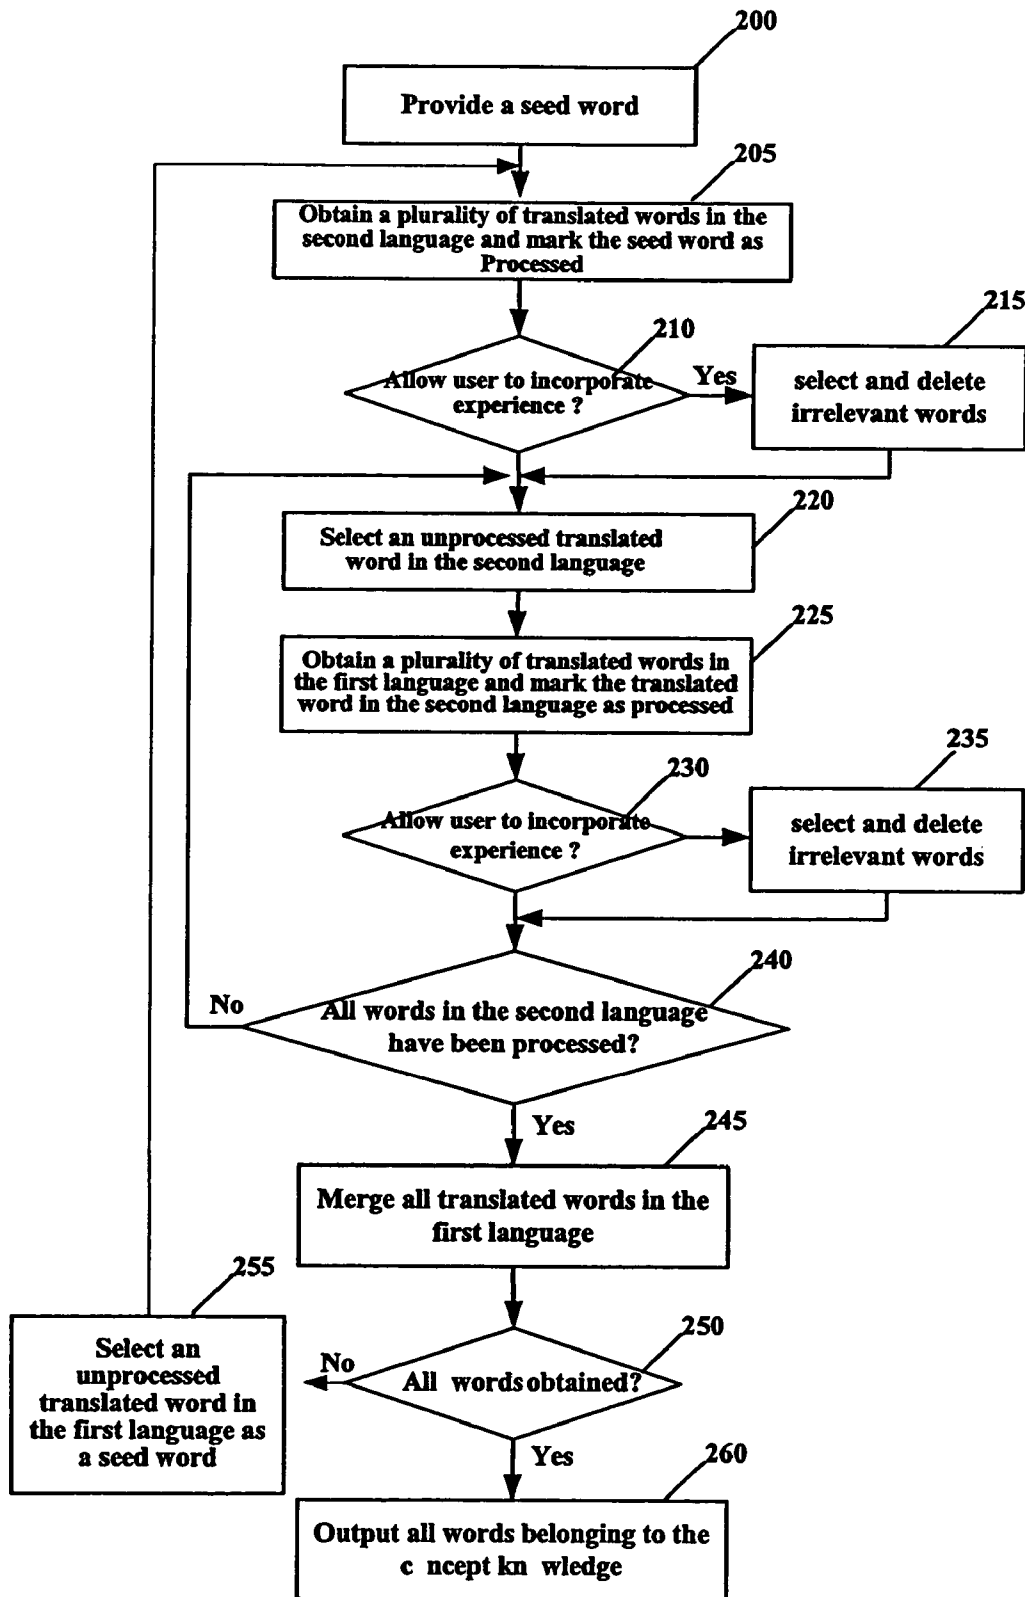 200
Provide a seed word
205
Obtain a plurality of translated words in the
second language and mark the seed word as
Processed
210
215
Allow user to incorporate
experience ?
Yes
select and delete
irrelevant words
220
Select an unprocessed translated
word in the second language
225
Obtain a plurality of translated words in
the first language and mark the translated
word in the second language as processed
230
235
Allow user to incorporate
experience ?
select and delete
irrelevant words
240
No
All words in the second language
have been processed?
Yes
245
Merge all translated words in the
first language
255
Select an
unprocessed
translated word in
the first language as
a seed word
250
No
All words obtained?
Yes
260
Output all words belonging to the
c ncept kn wledge